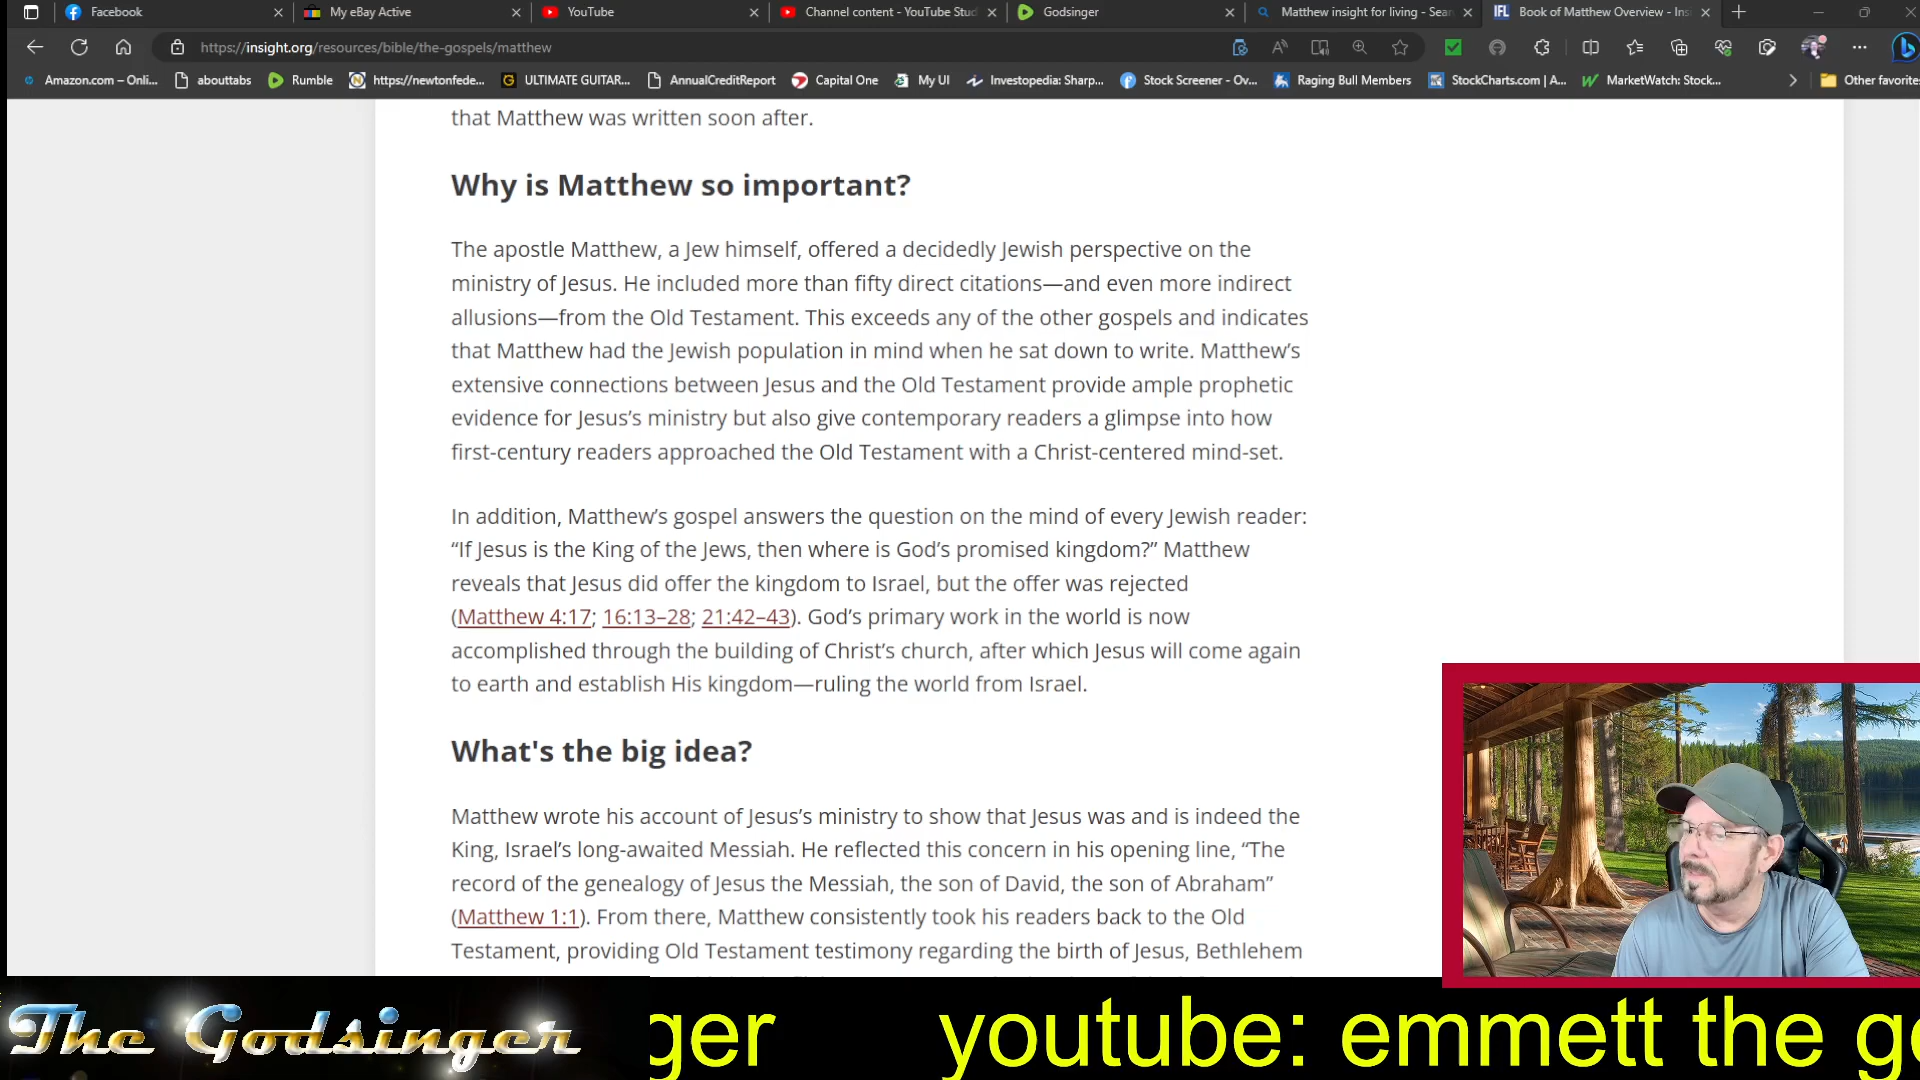 Facebook
My eBay Active
YouTube
Channel content - YouTube Stud
Godsinger
Matthew insight for living - Sear
IFL
Book of Matthew Overview - Ins
https://insight.org/resources/bible/the-gospels/matthew
Amazon.com – Onli...
abouttabs
Rumble
https://newtonfede...
ULTIMATE GUITAR...
AnnualCreditReport
Capital One
My UI
Investopedia: Sharp...
Stock Screener - Ov...
Raging Bull Members
StockCharts.com | A...
MarketWatch: Stock...
Other favorites
that Matthew was written soon after.
Why is Matthew so important?
The apostle Matthew, a Jew himself, offered a decidedly Jewish perspective on the
ministry of Jesus. He included more than fifty direct citations—and even more indirect
allusions—from the Old Testament. This exceeds any of the other gospels and indicates
that Matthew had the Jewish population in mind when he sat down to write. Matthew’s
extensive connections between Jesus and the Old Testament provide ample prophetic
evidence for Jesus’s ministry but also give contemporary readers a glimpse into how
first-century readers approached the Old Testament with a Christ-centered mind-set.
In addition, Matthew’s gospel answers the question on the mind of every Jewish reader:
“If Jesus is the King of the Jews, then where is God’s promised kingdom?” Matthew
reveals that Jesus did offer the kingdom to Israel, but the offer was rejected
(Matthew 4:17; 16:13–28; 21:42–43). God’s primary work in the world is now
accomplished through the building of Christ’s church, after which Jesus will come again
to earth and establish His kingdom—ruling the world from Israel.
What's the big idea?
Matthew wrote his account of Jesus’s ministry to show that Jesus was and is indeed the
King, Israel’s long-awaited Messiah. He reflected this concern in his opening line, “The
record of the genealogy of Jesus the Messiah, the son of David, the son of Abraham”
(Matthew 1:1). From there, Matthew consistently took his readers back to the Old
Testament, providing Old Testament testimony regarding the birth of Jesus, Bethlehem
The Godsinger
ger youtube: emmett the go